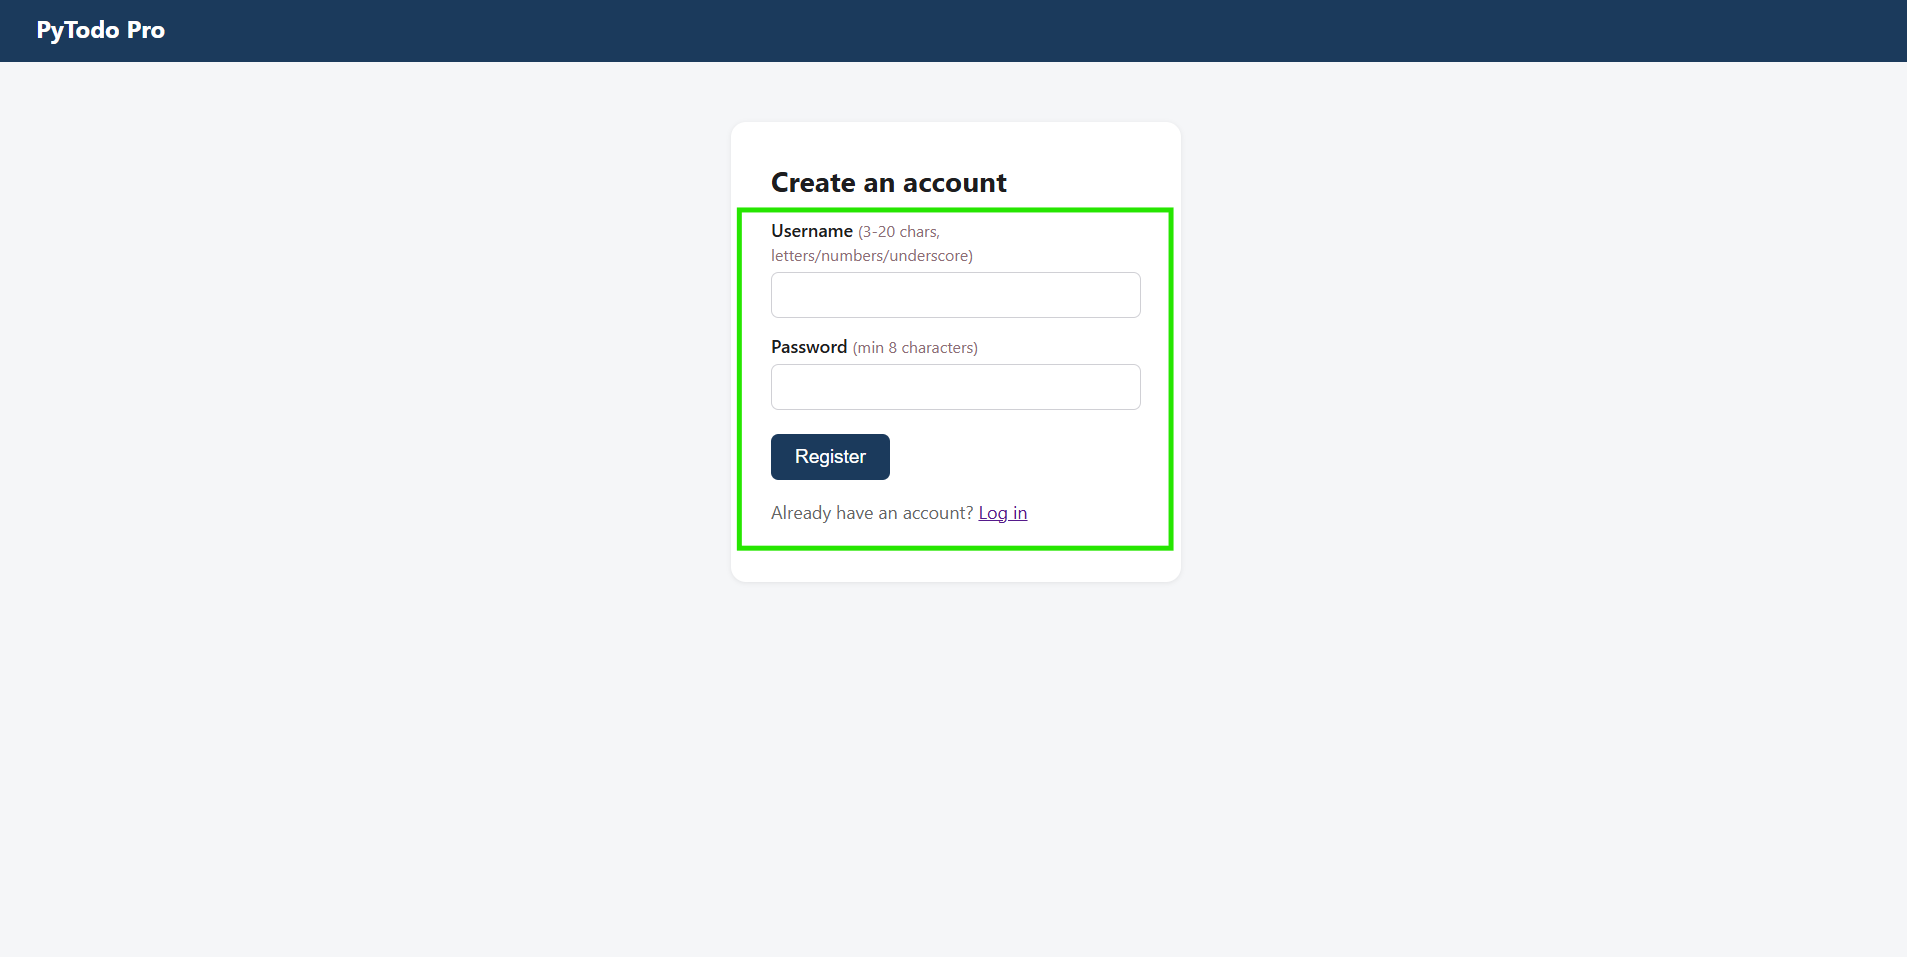 PyTodo Pro
Create an account
Username (3-20 chars,
letters/numbers/underscore)
Password (min 8 characters)
Register
Already have an account? Log in